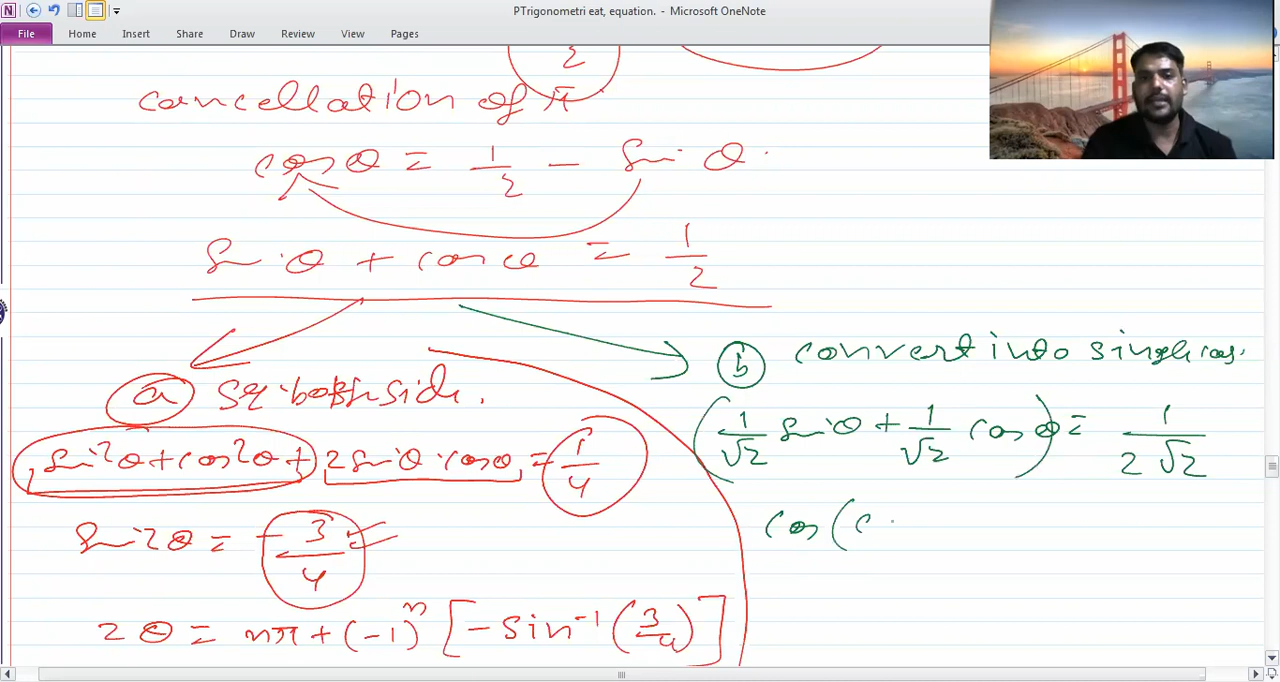 PTrigonometri eat, equation. - Microsoft OneNote
File Home Insert Share Draw Review View Pages
2
cancellation of π
cosθ = 1/2 - sinθ.
sinθ + cosθ = 1/2
(a) sq. both side.
sin²θ + cos²θ + 2sinθ·cosθ = 1/4
sin2θ = -3/4
2θ = nπ + (-1)ⁿ [-sin⁻¹(3/4)]
(b) convert into single cos.
(1/√2 sinθ + 1/√2 cosθ) = 1/2√2
cos(